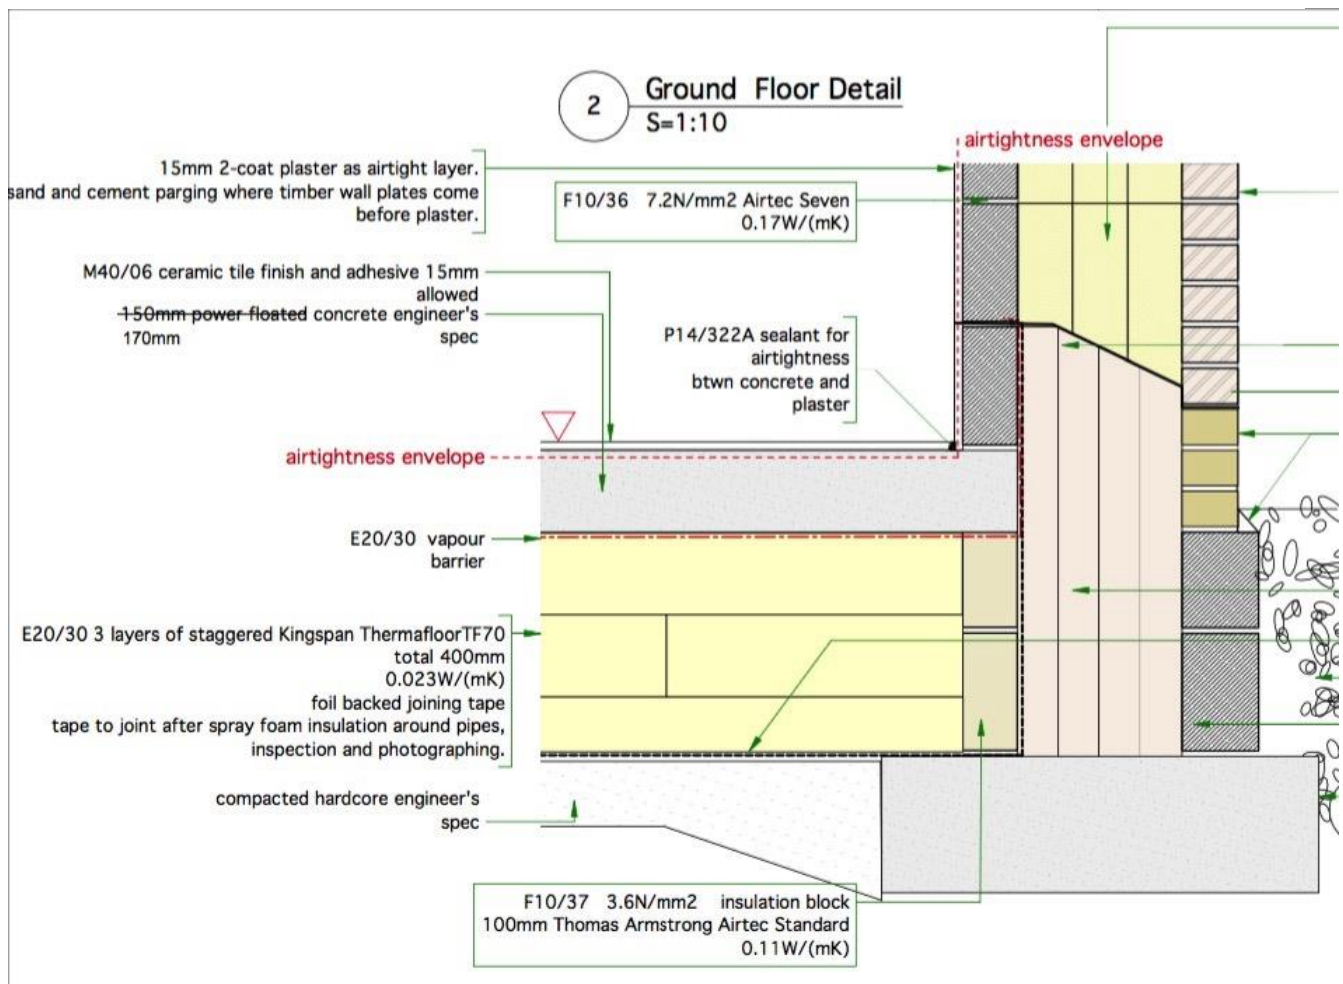 2
Ground Floor Detail
S=1:10
airtightness envelope
15mm 2-coat plaster as airtight layer.
sand and cement parging where timber wall plates come
before plaster.
F10/36 7.2N/mm2 Airtec Seven
0.17W/(mK)
M40/06 ceramic tile finish and adhesive 15mm
allowed
150mm power floated concrete engineer's
170mm spec
P14/322A sealant for
airtightness
btwn concrete and
plaster
airtightness envelope
E20/30 vapour
barrier
E20/30 3 layers of staggered Kingspan ThermafloorTF70
total 400mm
0.023W/(mK)
foil backed joining tape
tape to joint after spray foam insulation around pipes,
inspection and photographing.
compacted hardcore engineer's
spec
F10/37 3.6N/mm2 insulation block
100mm Thomas Armstrong Airtec Standard
0.11W/(mK)